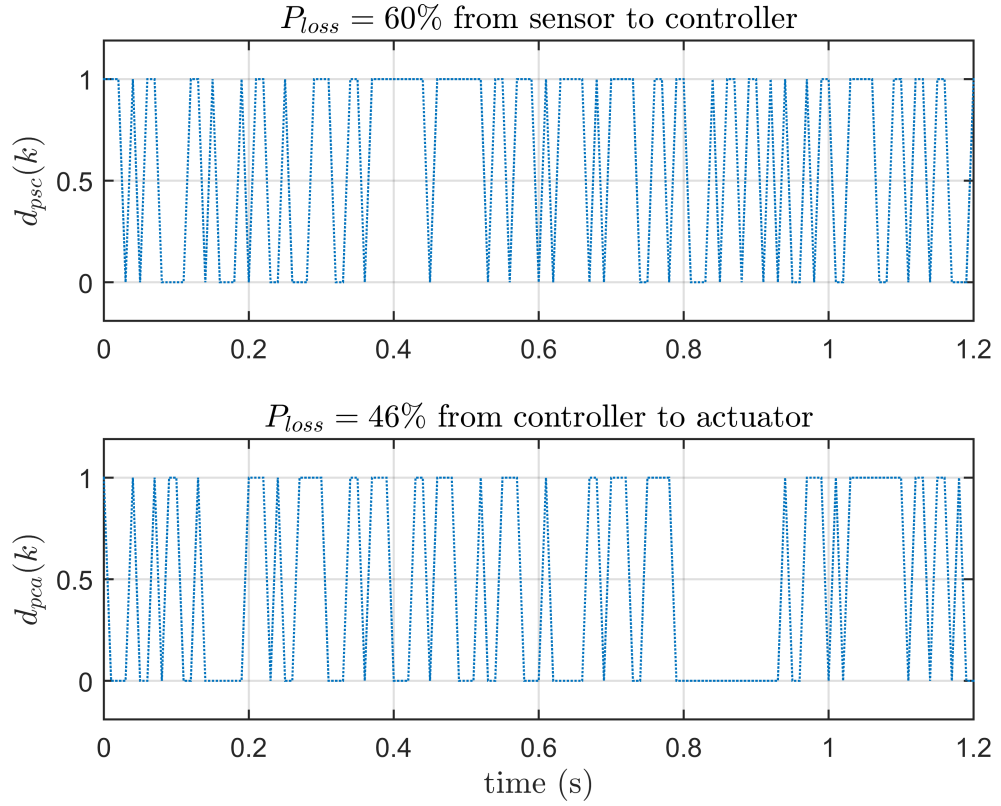 P_loss = 60% from sensor to controller
1
0.5
0
d_psc(k)
0 0.2 0.4 0.6 0.8 1 1.2
P_loss = 46% from controller to actuator
1
0.5
0
d_pca(k)
0 0.2 0.4 0.6 0.8 1 1.2
time (s)